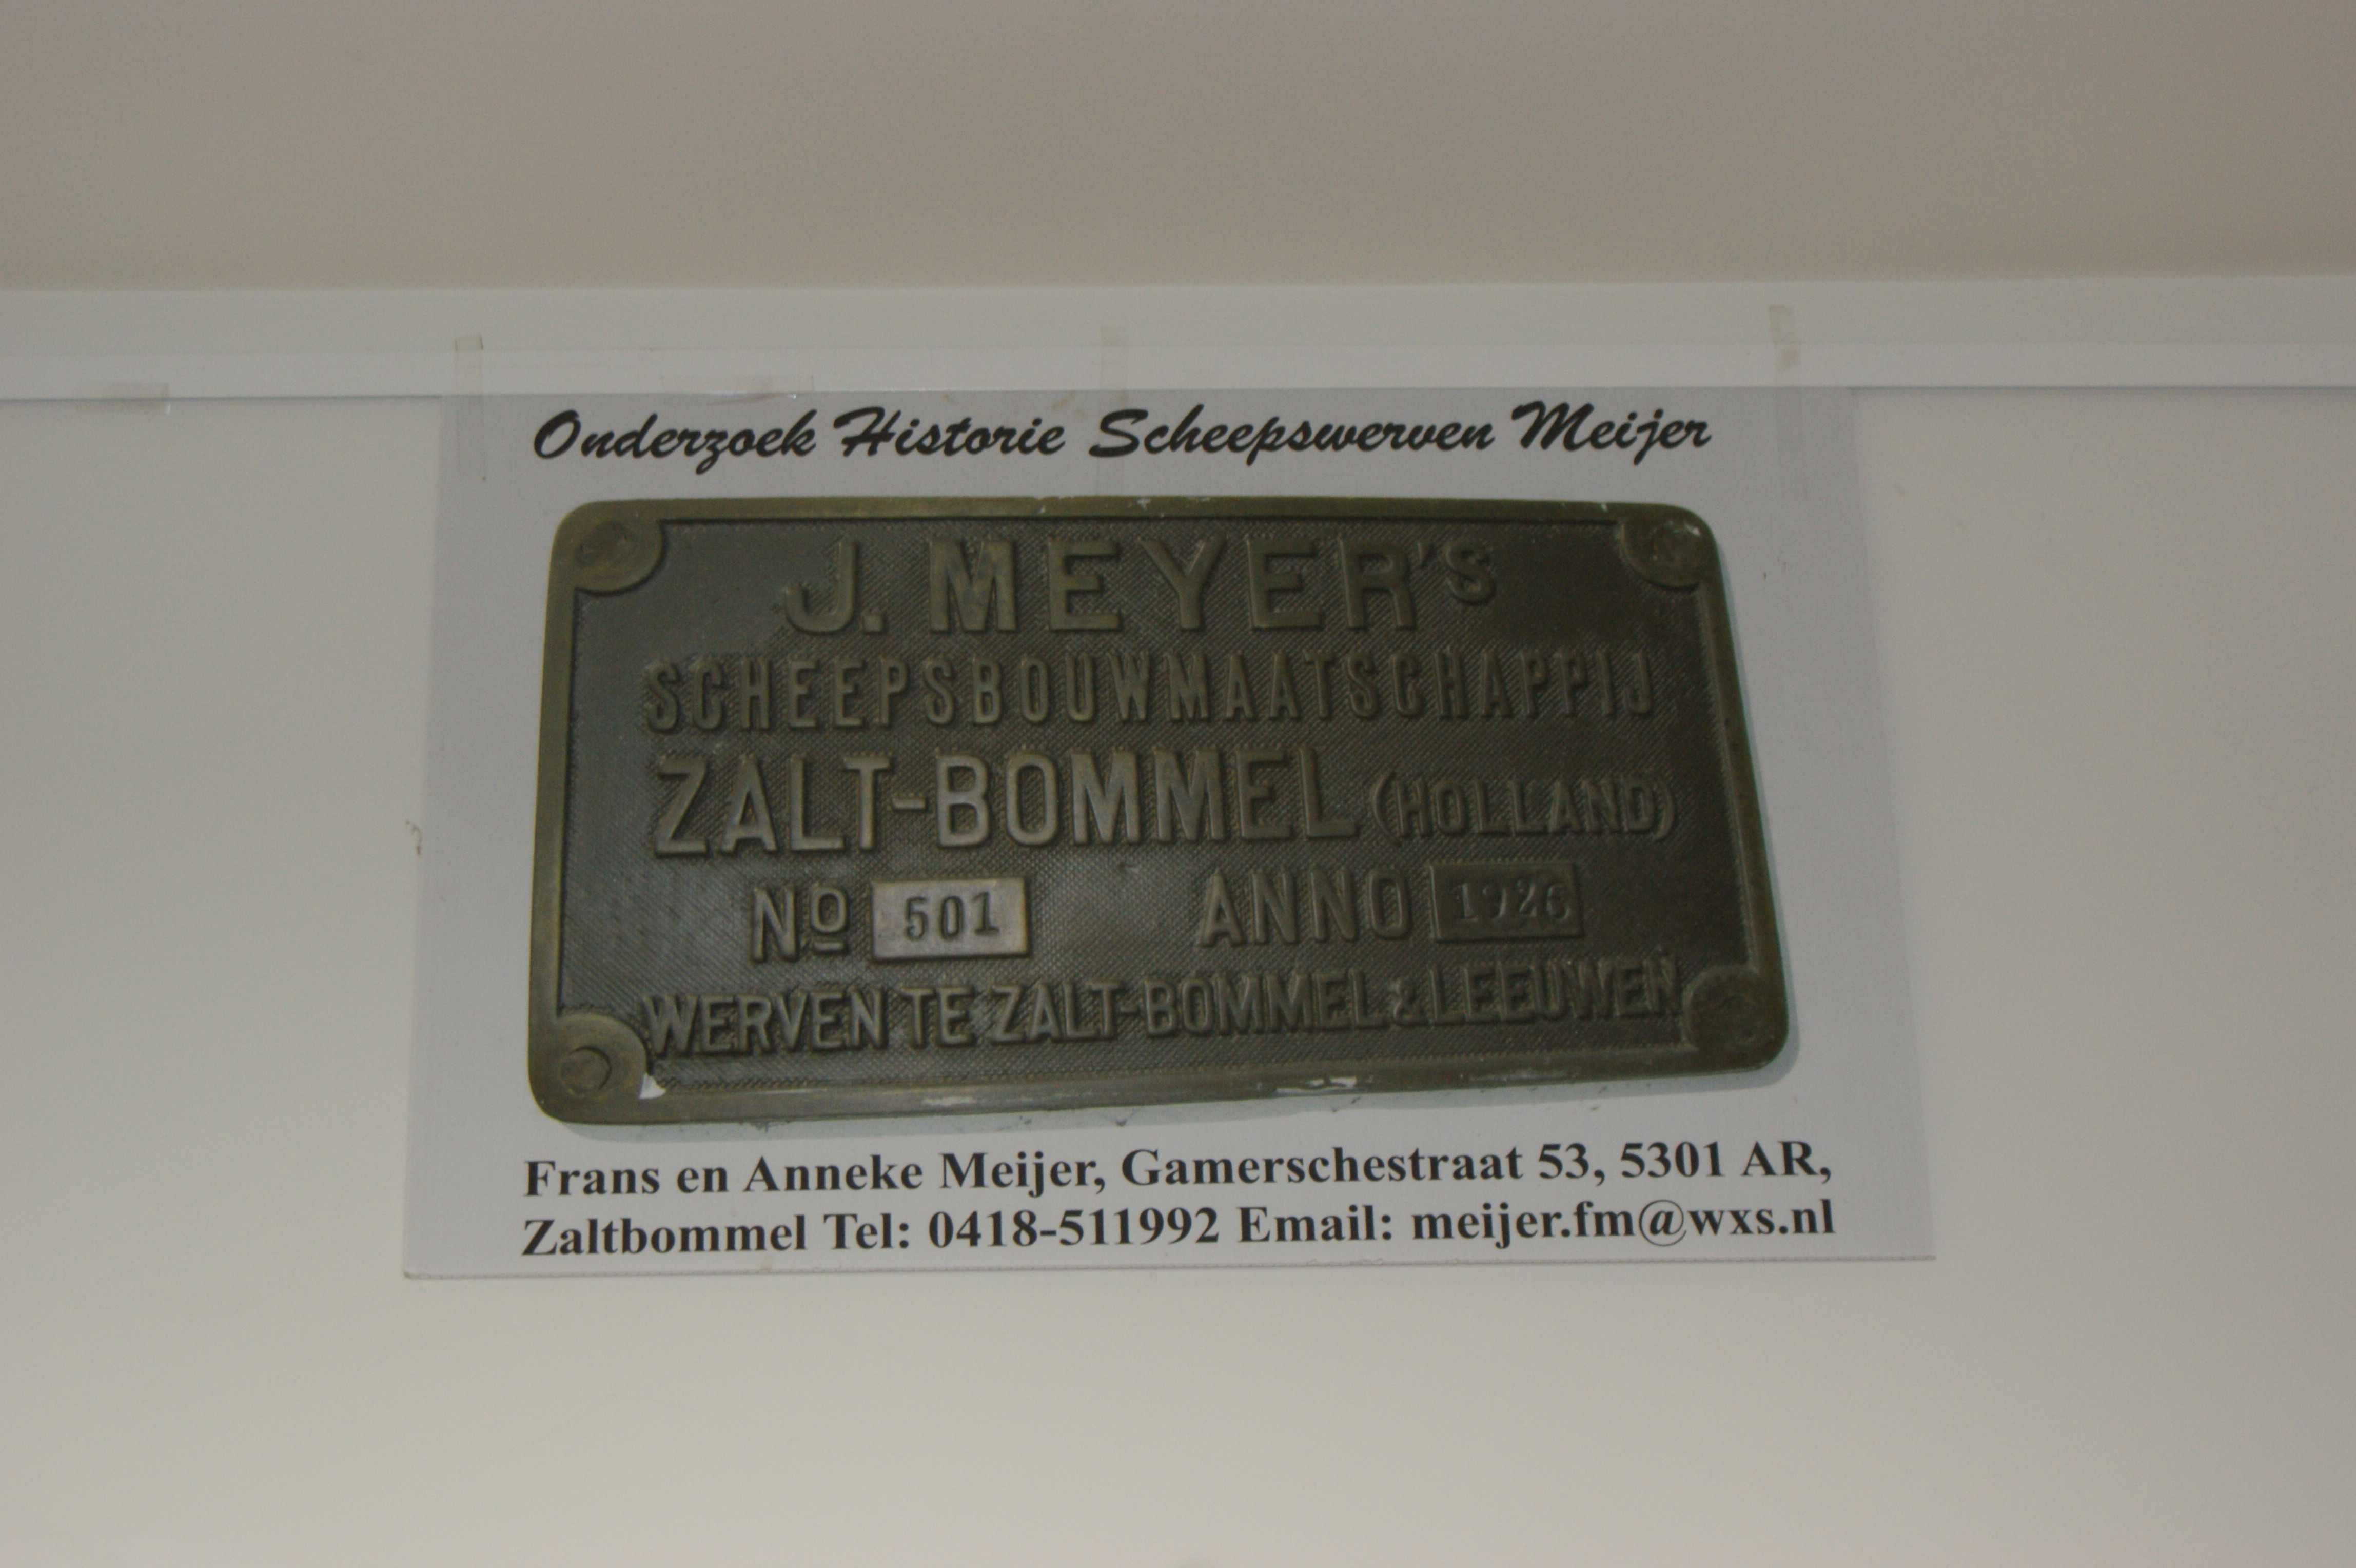 Onderzoek Historie Scheepswerven Meijer
J. MEYER'S
SCHEEPSBOUWMAATSCHAPPIJ
ZALT-BOMMEL (HOLLAND)
No 501 ANNO 1926
WERVEN TE ZALT-BOMMEL & LEEUWEN
Frans en Anneke Meijer, Gamerschestraat 53, 5301 AR,
Zaltbommel Tel: 0418-511992 Email: meijer.fm@wxs.nl